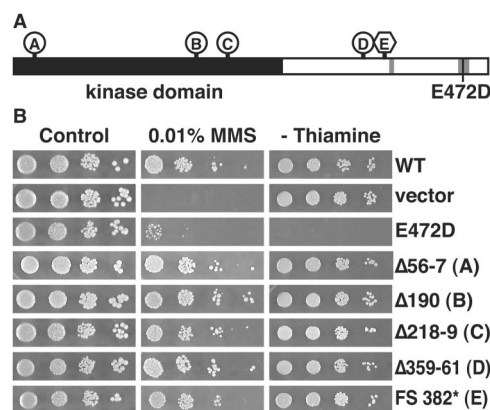 A
A B C D E
kinase domain E472D
B
Control 0.01% MMS - Thiamine
WT
vector
E472D
Δ56-7 (A)
Δ190 (B)
Δ218-9 (C)
Δ359-61 (D)
FS 382* (E)